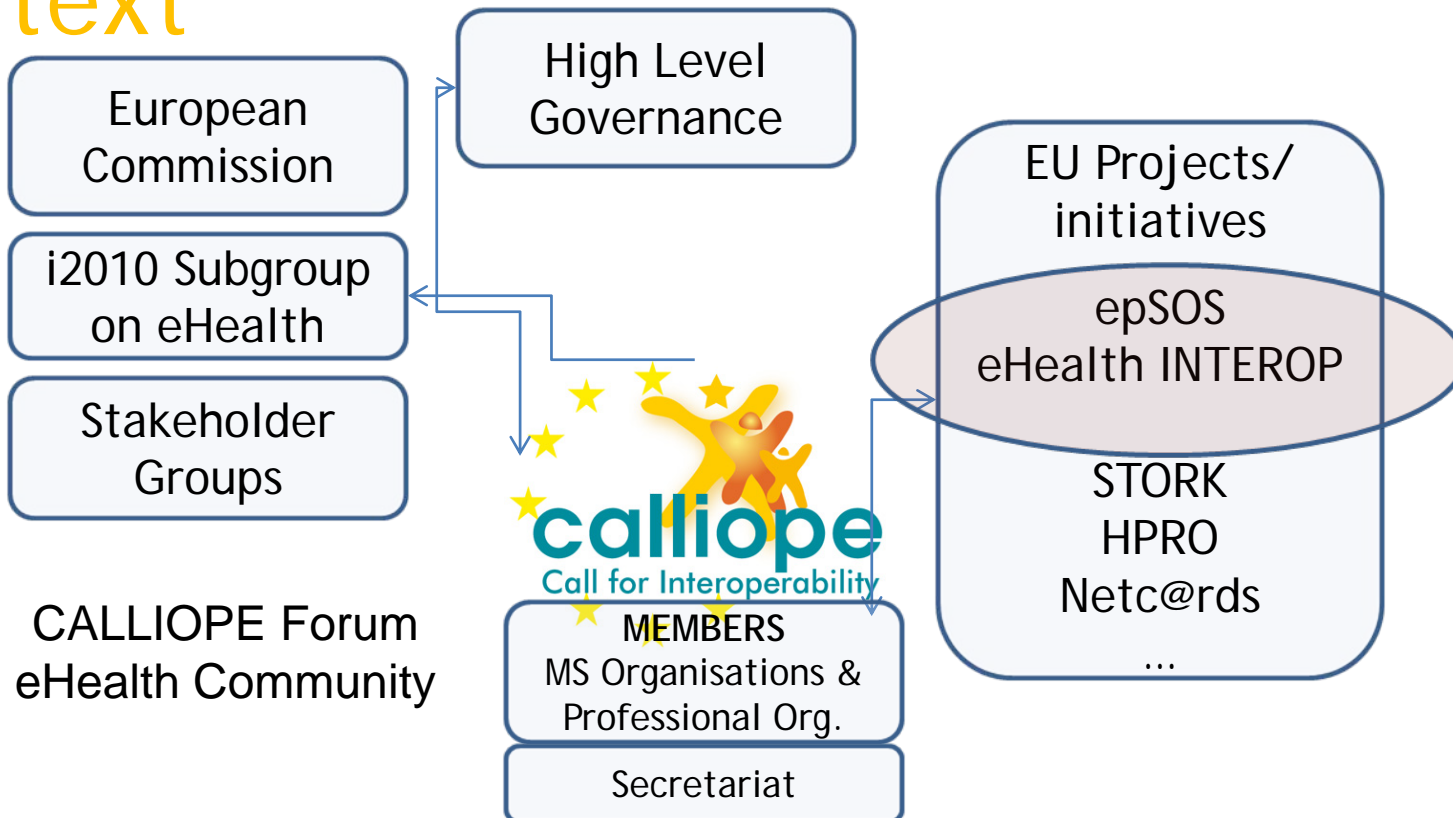 text
European
Commission
i2010 Subgroup
on eHealth
Stakeholder
Groups
CALLIOPE Forum
eHealth Community
High Level
Governance
calliope
Call for Interoperability
MEMBERS
MS Organisations &
Professional Org.
Secretariat
EU Projects/
initiatives
epSOS
eHealth INTEROP
STORK
HPRO
Netc@rds
...